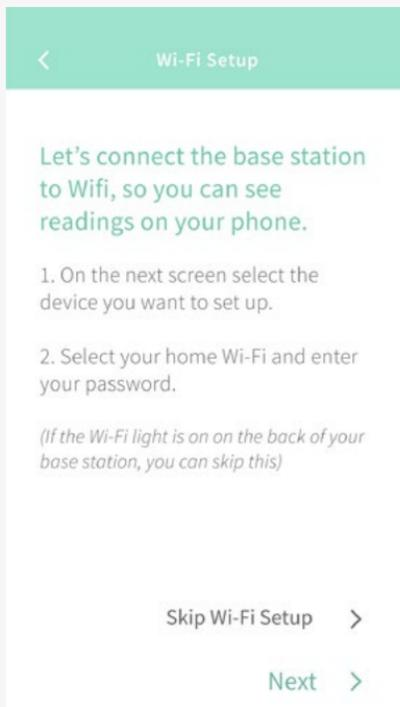 Wi-Fi Setup
Let's connect the base station
to Wifi, so you can see
readings on your phone.
1. On the next screen select the
device you want to set up.
2. Select your home Wi-Fi and enter
your password.
(If the Wi-Fi light is on on the back of your
base station, you can skip this)
Skip Wi-Fi Setup
Next